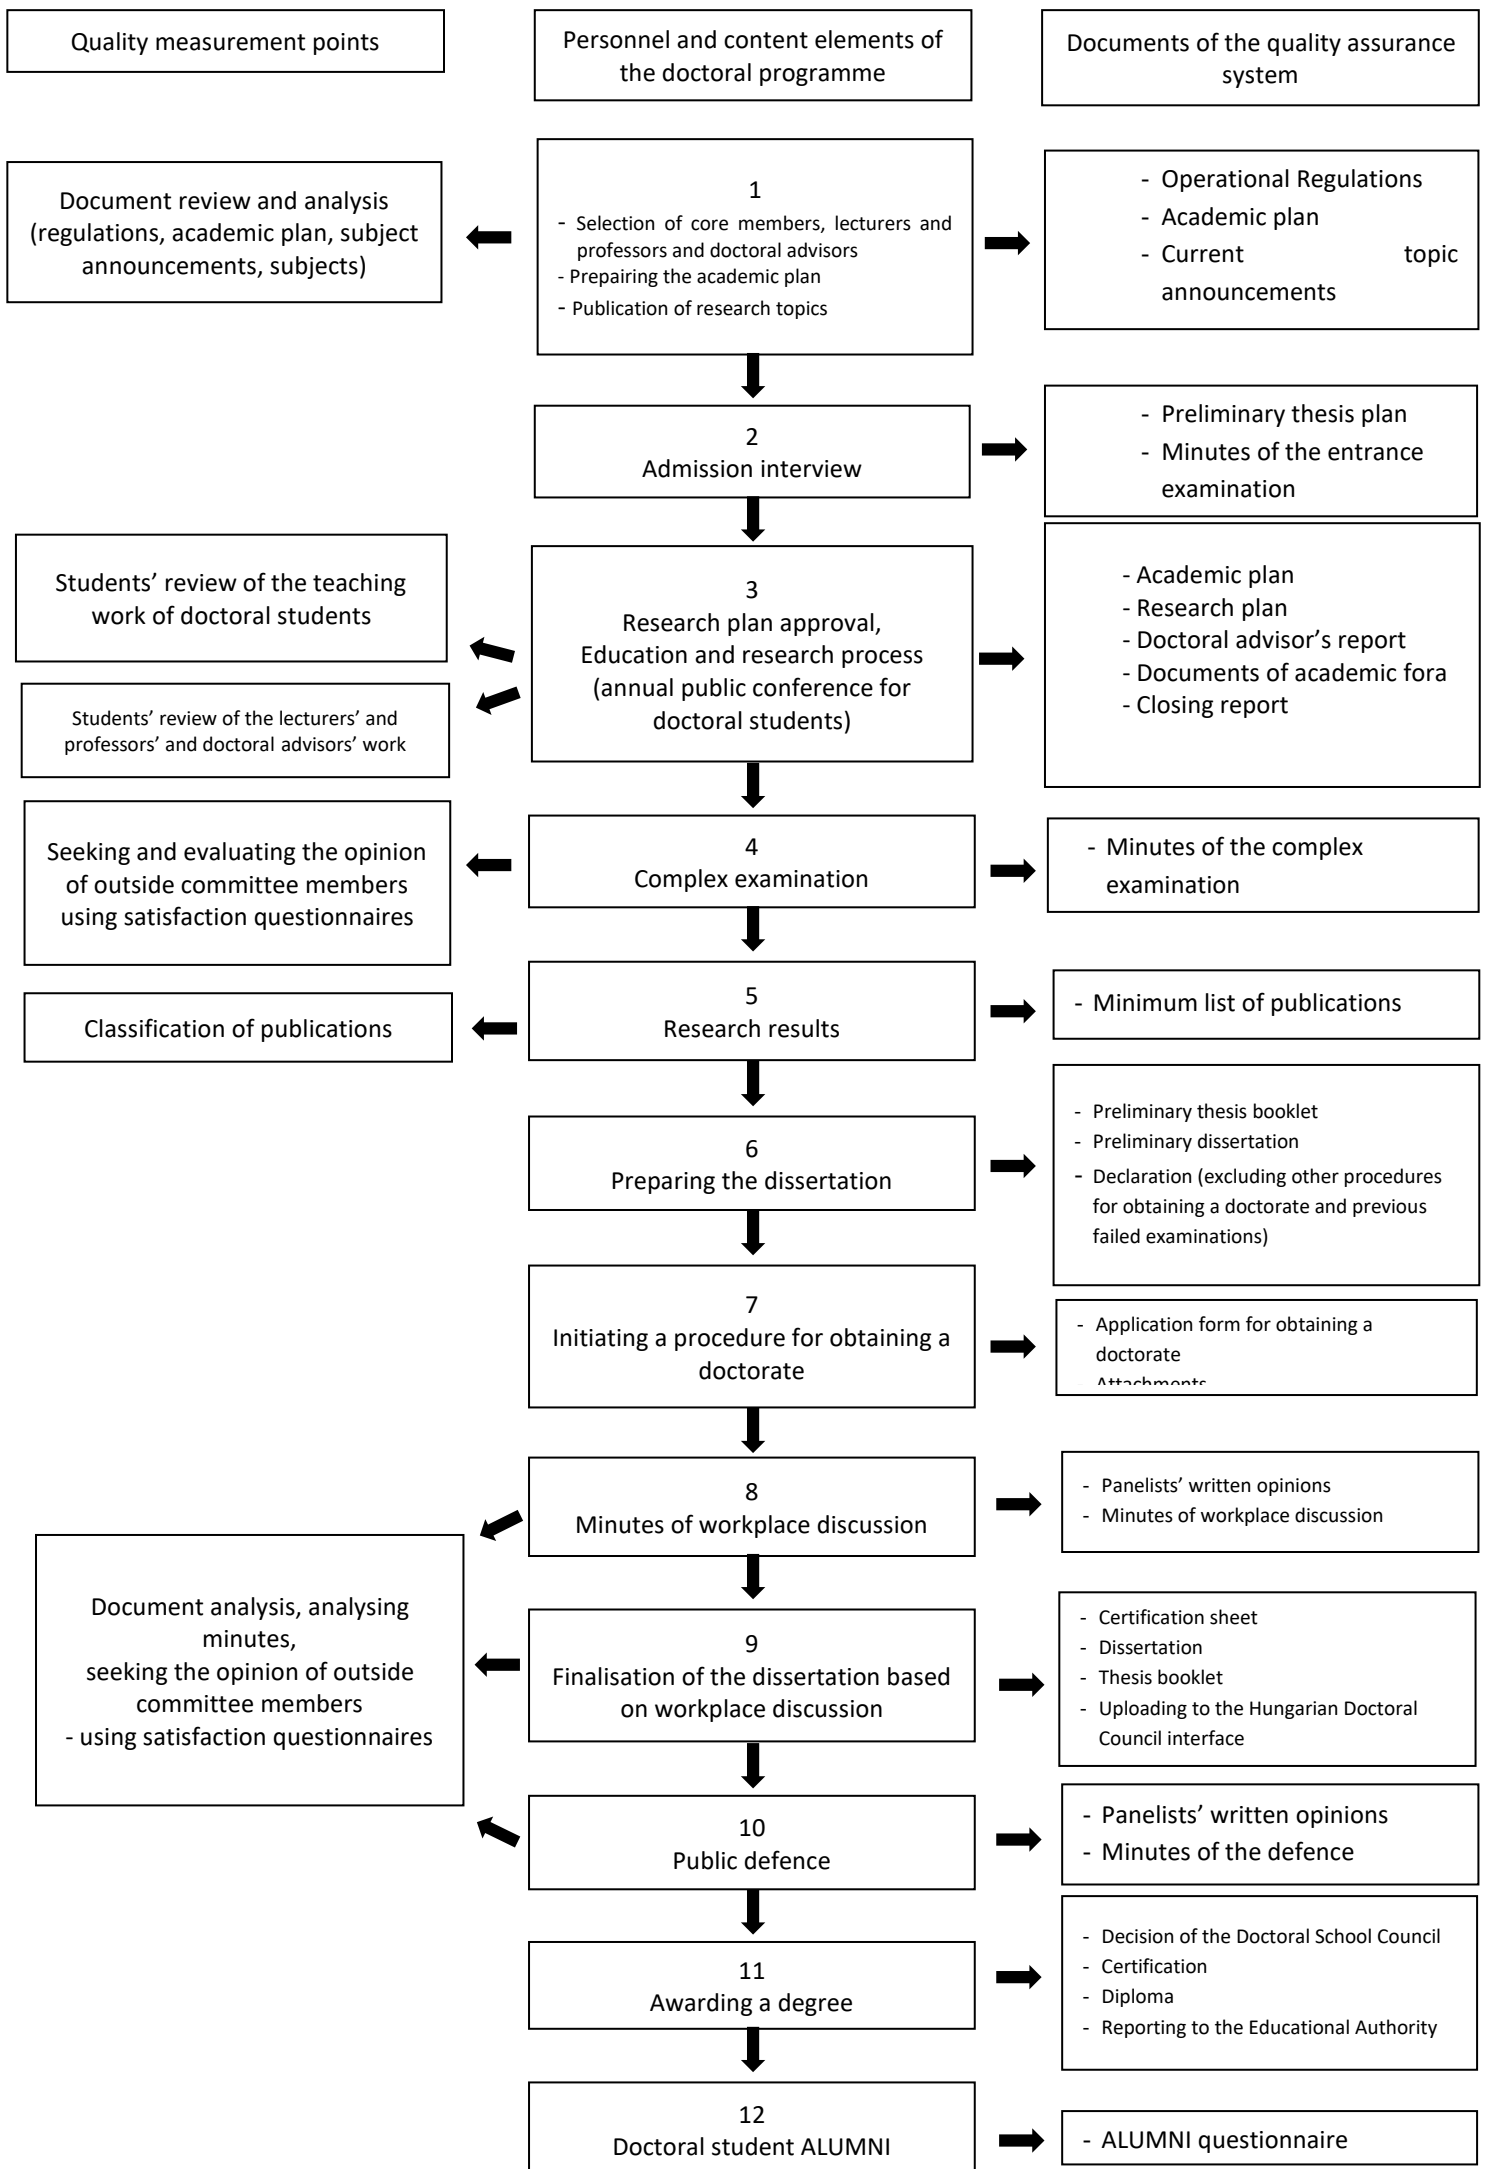 Quality measurement points
Personnel and content elements of
the doctoral programme
Documents of the quality assurance
system
Document review and analysis
(regulations, academic plan, subject
announcements, subjects)
1
- Selection of core members, lecturers and
professors and doctoral advisors
- Prepairing the academic plan
- Publication of research topics
- Operational Regulations
- Academic plan
- Current topic
announcements
2
Admission interview
- Preliminary thesis plan
- Minutes of the entrance
examination
Students’ review of the teaching
work of doctoral students
Students’ review of the lecturers’ and
professors’ and doctoral advisors’ work
3
Research plan approval,
Education and research process
(annual public conference for
doctoral students)
- Academic plan
- Research plan
- Doctoral advisor’s report
- Documents of academic fora
- Closing report
Seeking and evaluating the opinion
of outside committee members
using satisfaction questionnaires
4
Complex examination
- Minutes of the complex
examination
Classification of publications
5
Research results
- Minimum list of publications
6
Preparing the dissertation
- Preliminary thesis booklet
- Preliminary dissertation
- Declaration (excluding other procedures
for obtaining a doctorate and previous
failed examinations)
7
Initiating a procedure for obtaining a
doctorate
- Application form for obtaining a
doctorate
- Attachments
8
Minutes of workplace discussion
- Panelists’ written opinions
- Minutes of workplace discussion
Document analysis, analysing
minutes,
seeking the opinion of outside
committee members
- using satisfaction questionnaires
9
Finalisation of the dissertation based
on workplace discussion
- Certification sheet
- Dissertation
- Thesis booklet
- Uploading to the Hungarian Doctoral
Council interface
10
Public defence
- Panelists’ written opinions
- Minutes of the defence
11
Awarding a degree
- Decision of the Doctoral School Council
- Certification
- Diploma
- Reporting to the Educational Authority
12
Doctoral student ALUMNI
- ALUMNI questionnaire